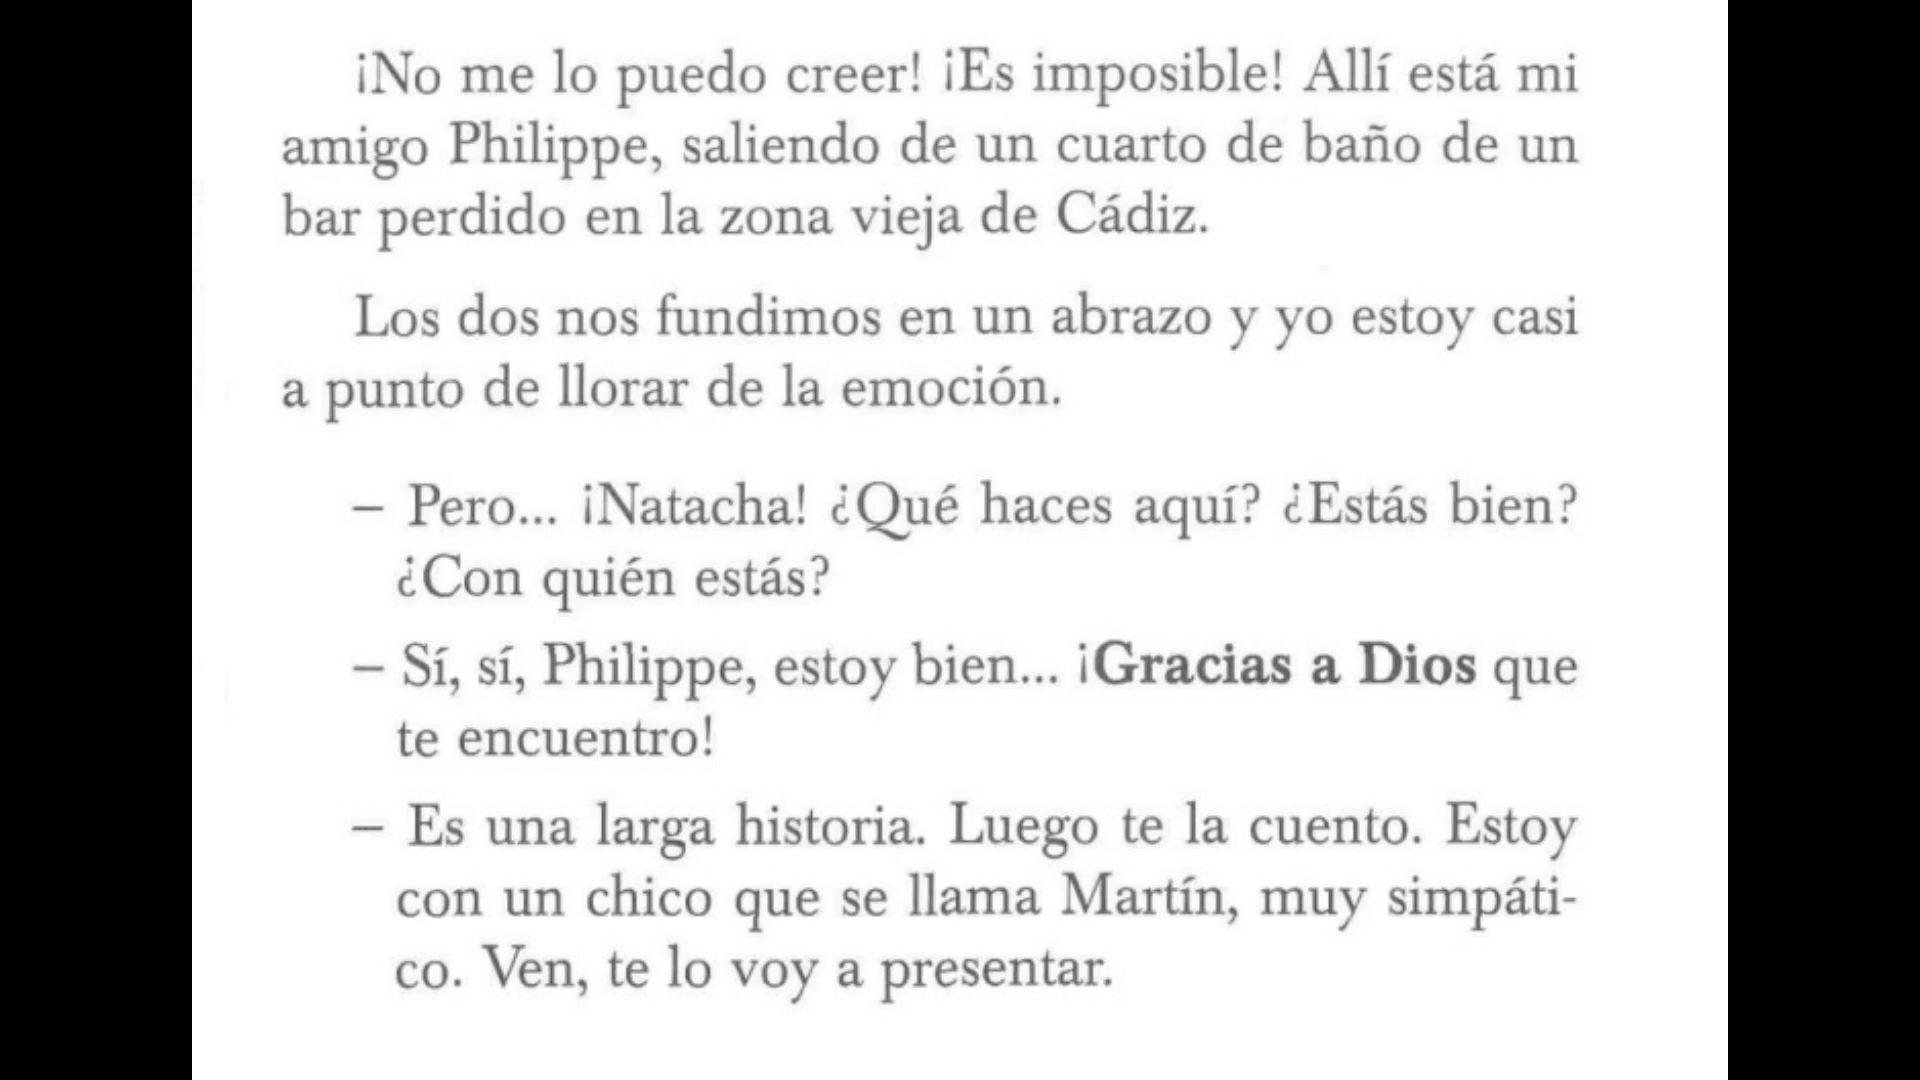 ¡No me lo puedo creer! ¡Es imposible! Allí está mi
amigo Philippe, saliendo de un cuarto de baño de un
bar perdido en la zona vieja de Cádiz.
Los dos nos fundimos en un abrazo y yo estoy casi
a punto de llorar de la emoción.
– Pero... ¡Natacha! ¿Qué haces aquí? ¿Estás bien?
¿Con quién estás?
– Sí, sí, Philippe, estoy bien... ¡Gracias a Dios que
te encuentro!
– Es una larga historia. Luego te la cuento. Estoy
con un chico que se llama Martín, muy simpáti-
co. Ven, te lo voy a presentar.